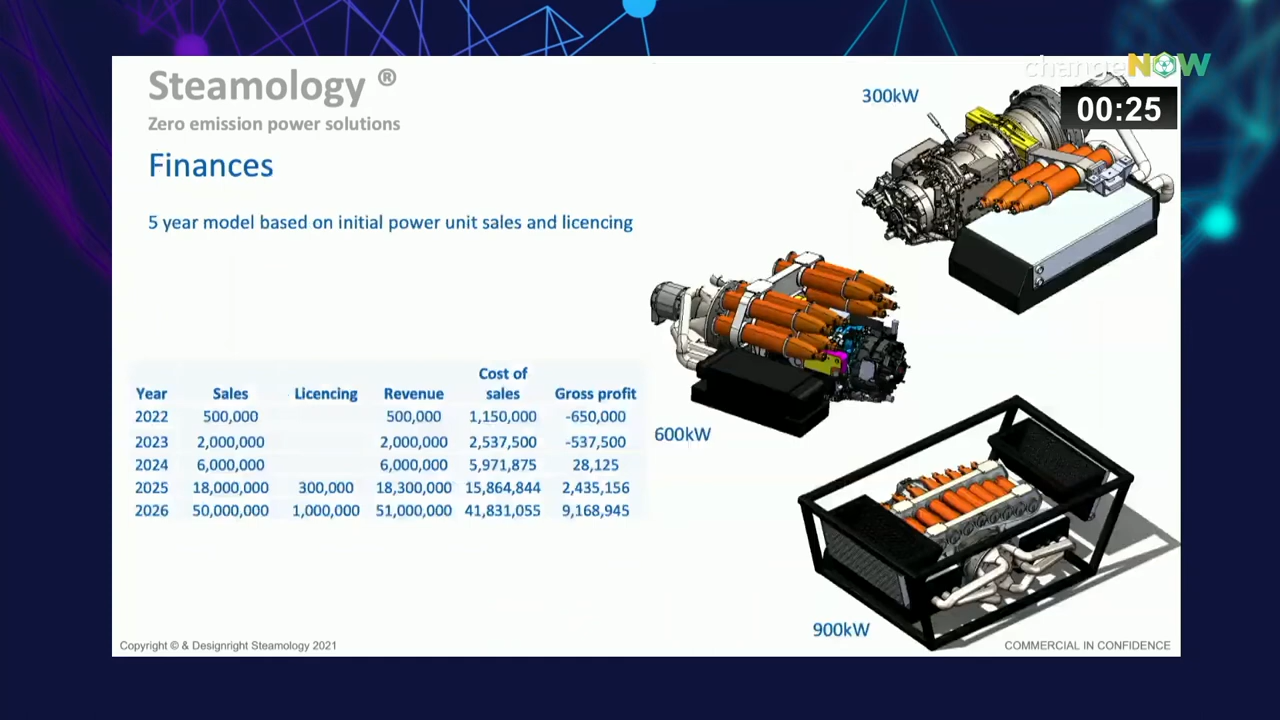 changeNOW
00:25
Steamology ®
Zero emission power solutions
Finances
5 year model based on initial power unit sales and licencing
300kW
600kW
900kW
Year Sales Licencing Revenue Cost of sales Gross profit
2022 500,000 500,000 1,150,000 -650,000
2023 2,000,000 2,000,000 2,537,500 -537,500
2024 6,000,000 6,000,000 5,971,875 28,125
2025 18,000,000 300,000 18,300,000 15,864,844 2,435,156
2026 50,000,000 1,000,000 51,000,000 41,831,055 9,168,945
Copyright © & Designright Steamology 2021
COMMERCIAL IN CONFIDENCE